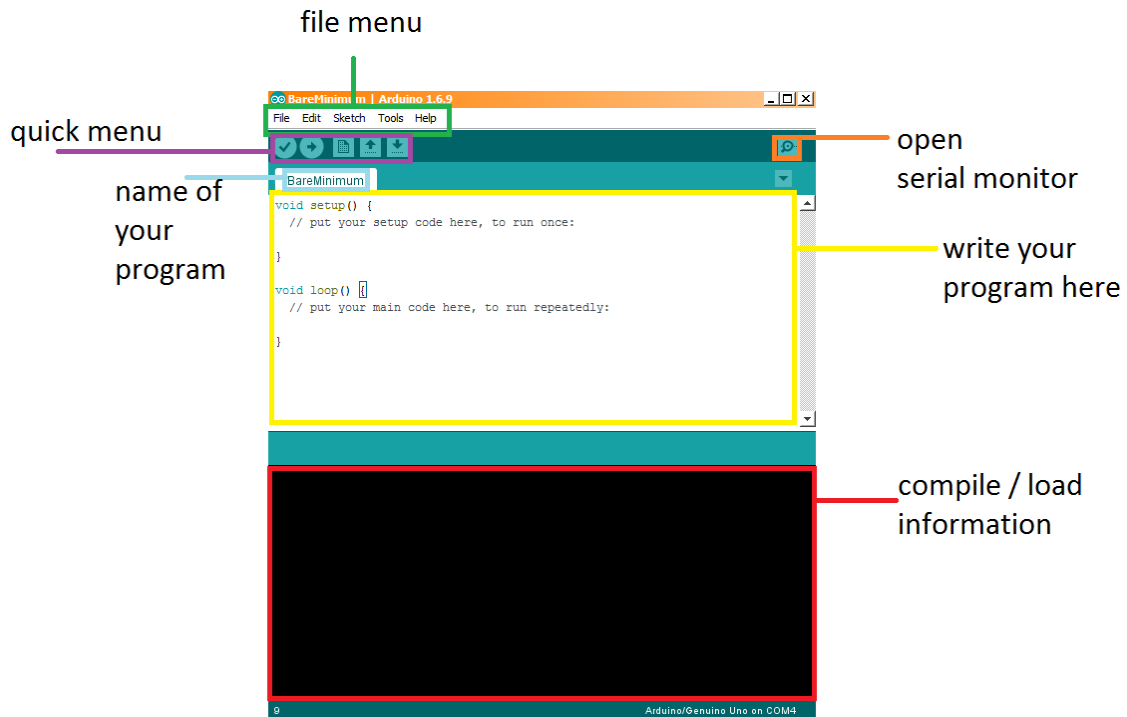 file menu
BareMinimum | Arduino 1.6.9
File Edit Sketch Tools Help
quick menu
open
serial monitor
name of
your
program
BareMinimum
void setup() {
// put your setup code here, to run once:
}
void loop() {
// put your main code here, to run repeatedly:
}
write your
program here
compile / load
information
9
Arduino/Genuino Uno on COM4